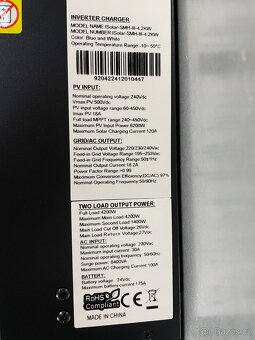 INVERTER CHARGER
MODEL NAME:ISolar-SMH-III-4.2KW
MODEL NUMBER:ISolar-SMH-III-4.2KW
Color: Blue and White
Operating Temperature Range:-10~ 50°C
920422412010447
PV INPUT:
Nominal operating voltage:240Vdc
Vmax PV:500Vdc
PV input voltage range 60-450Vdc
Imax PV:18A
Full load MPPT range 240~450Vdc
Maximum PV Input Power 6200W
Maximum Solar Charging Current 120A
GRID/AC OUTPUT:
Nominal Output Voltage 220/230/240Vac
Feed-in Grid Voltage Range:195~253Vac
Feed-in Grid Frequency Range:50±1Hz
Nominal Output Current 18.2A
Power Factor Range >0.99
Maximum Conversion Efficiency(DC/AC) 97%
Nominal Operating Frequency 50/60Hz
TWO LOAD OUTPUT POWER:
Full Load 4200W
Maximum Main Load 4200W
Maximum Second Load 1400W
Main Load Cut Off Voltage 26Vdc
Main Load Return Voltage:27Vdc
AC INPUT:
Nominal operating voltage: 230Vac
Maximum input current: 30A
Nominal operating frequency: 50/60Hz
Surge power: 8400VA
Maximum AC Charging Current 100A
BATTERY:
Battery voltage: 24Vdc
Maximum battery current 175A
RoHS
Compliant
MADE IN CHINA